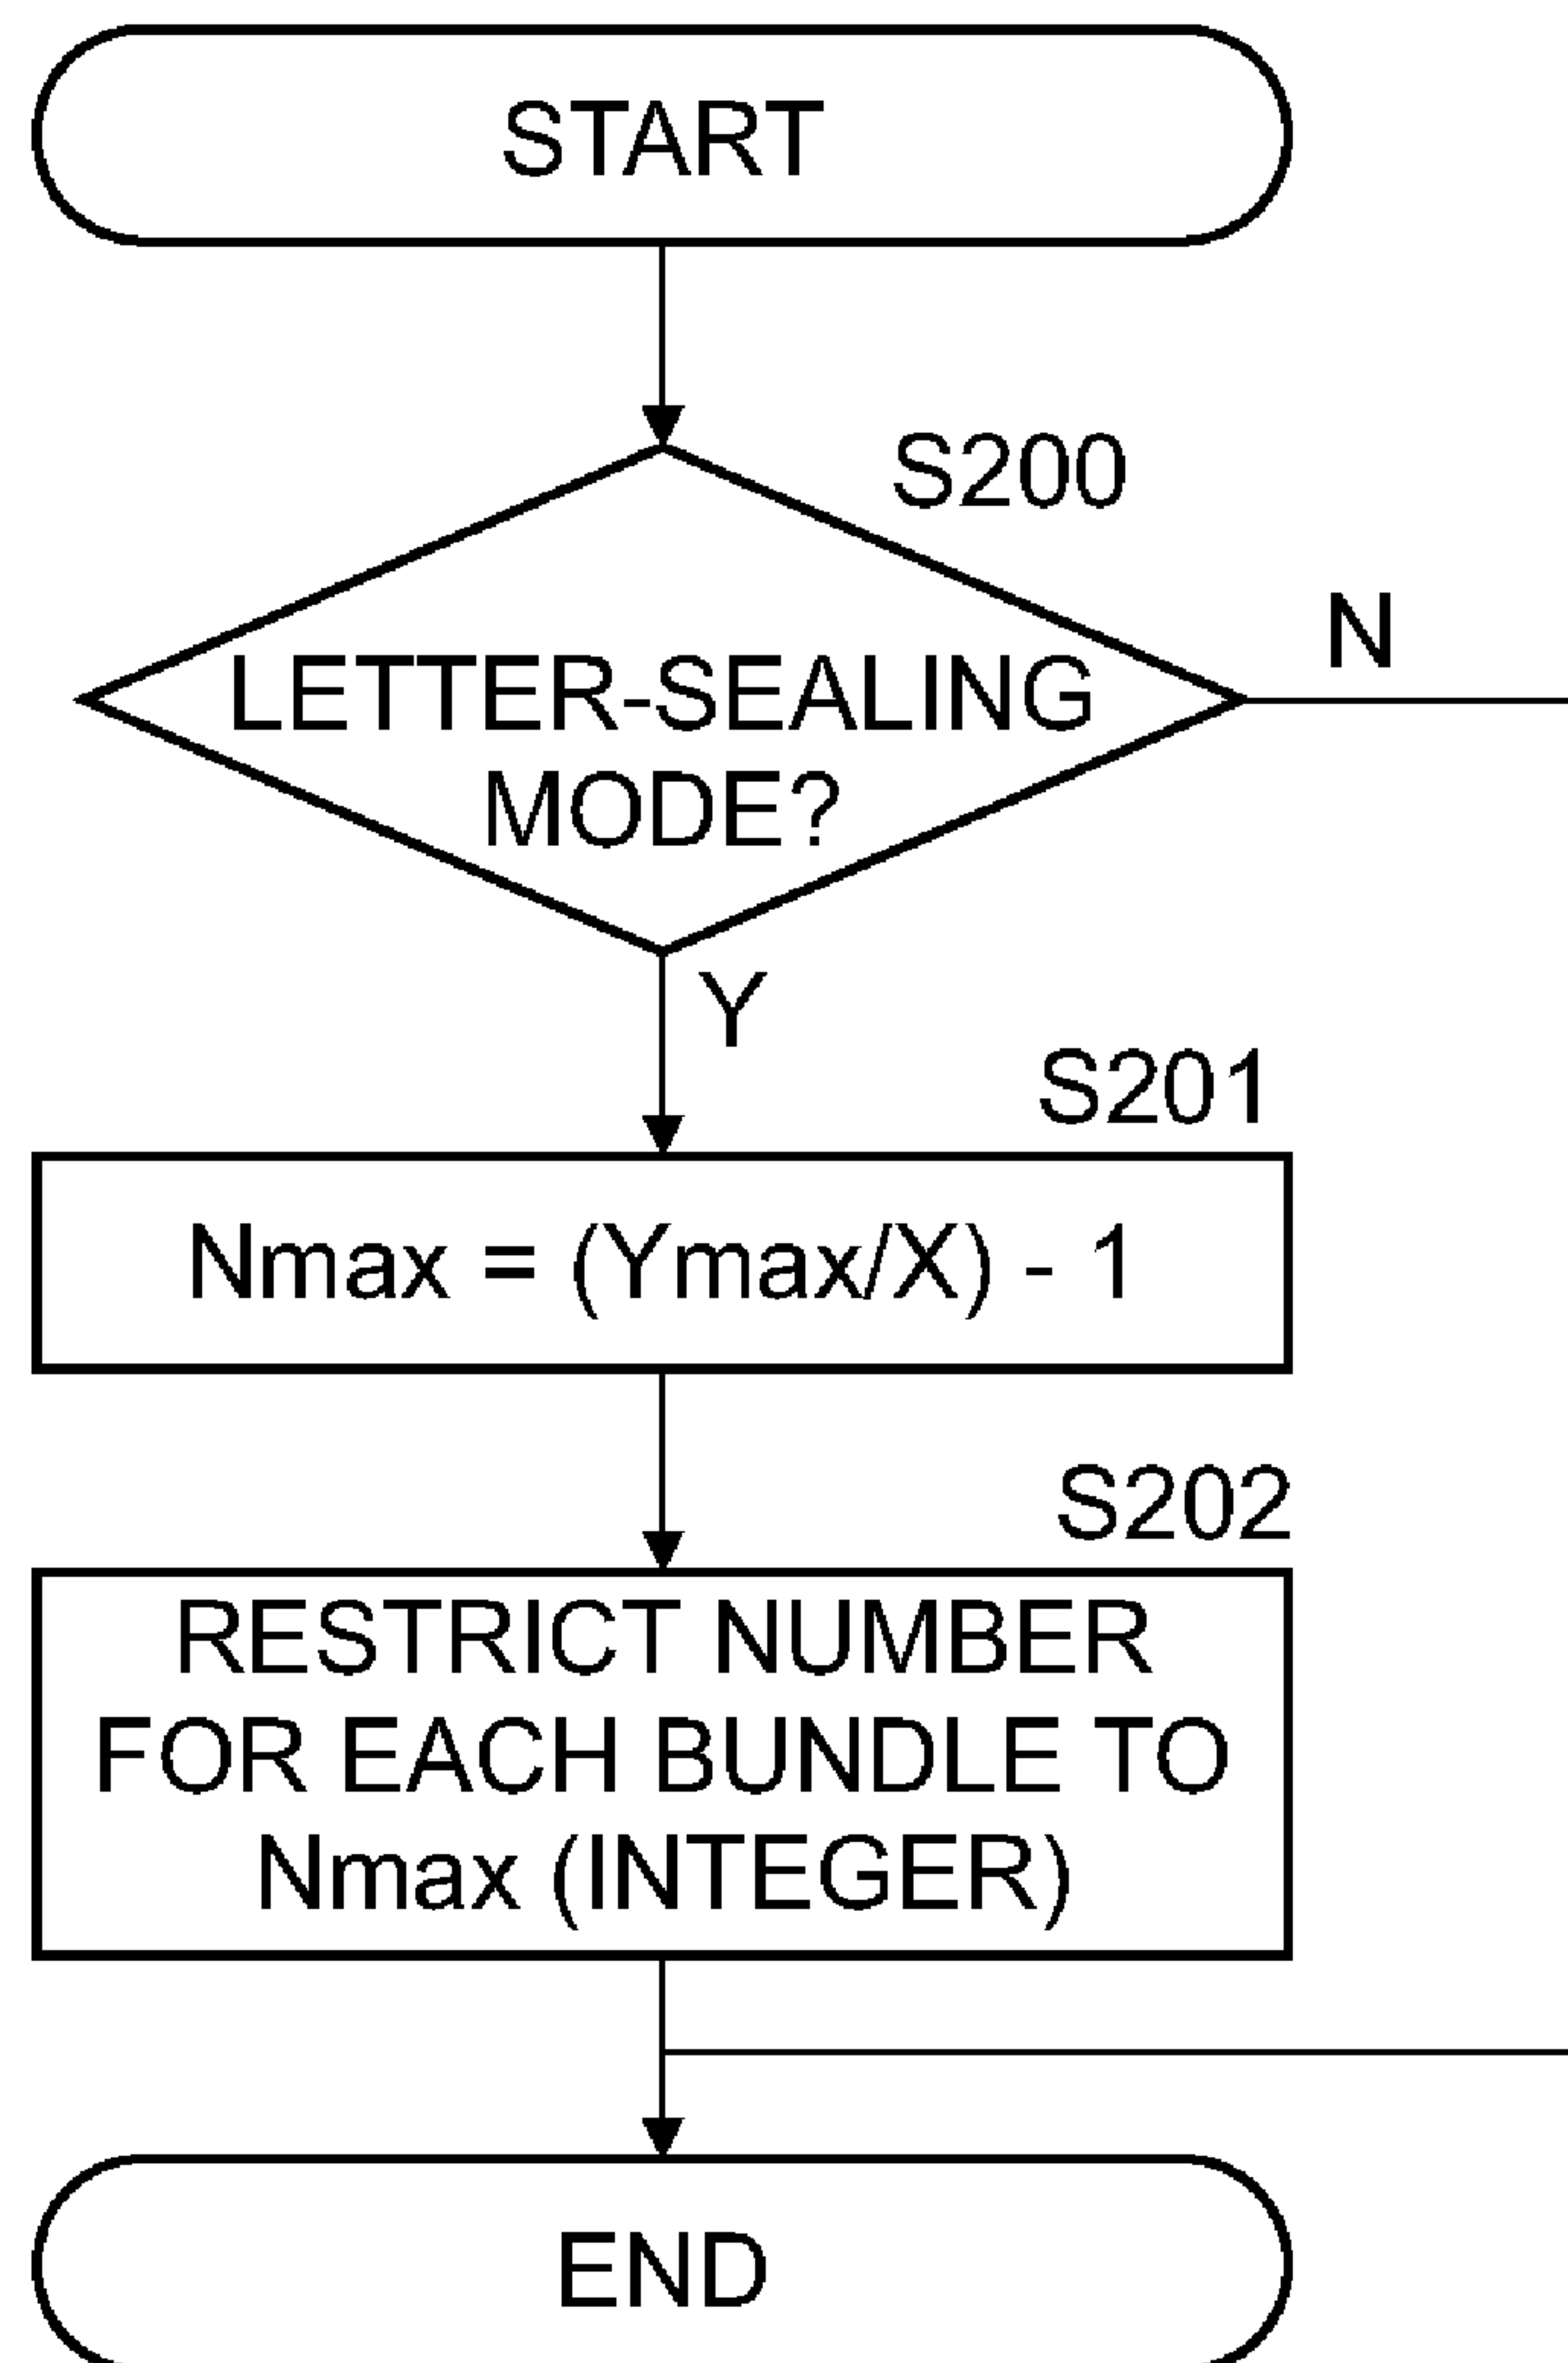 START
S200
N
LETTER-SEALING
MODE?
Y
S201
Nmax = (Ymax/X) - 1
S202
RESTRICT NUMBER
FOR EACH BUNDLE TO
Nmax (INTEGER)
END